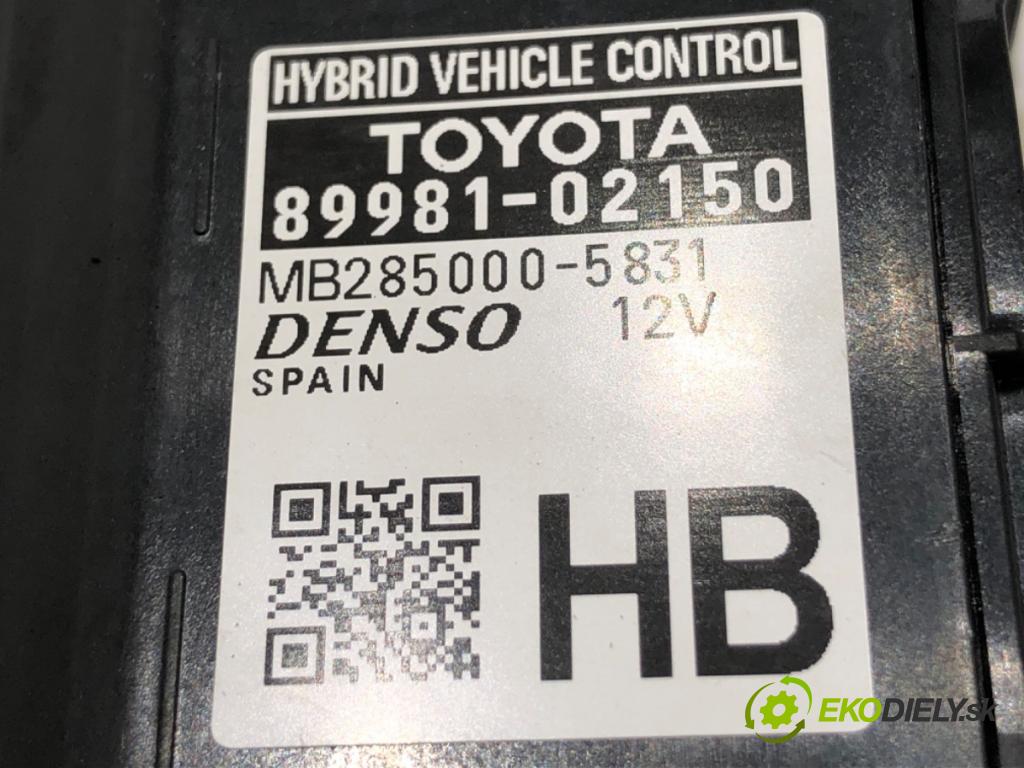 HYBRID VEHICLE CONTROL
TOYOTA
89981-02150
MB285000-5831
DENSO 12V
SPAIN
HB
EKODIELY.sk